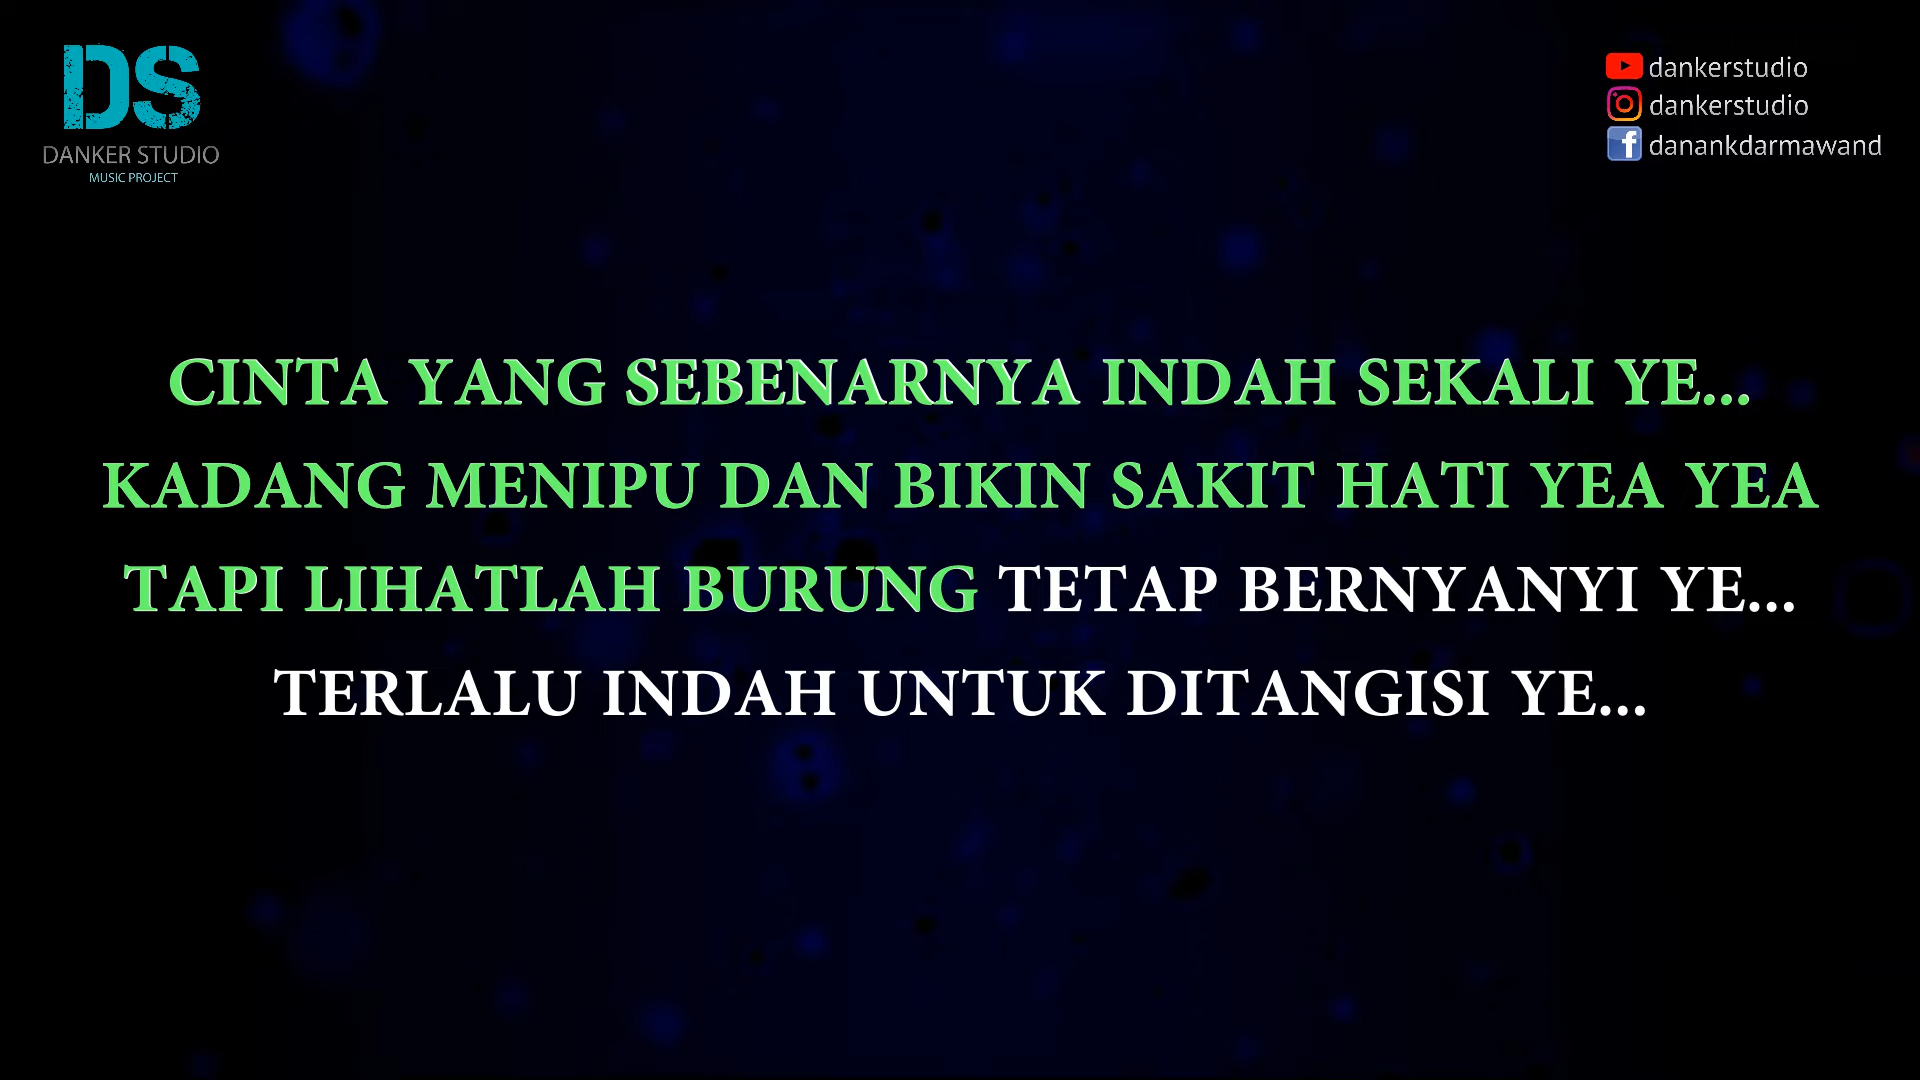 DS
DANKER STUDIO
MUSIC PROJECT
dankerstudio
dankerstudio
danankdarmawand
CINTA YANG SEBENARNYA INDAH SEKALI YE...
KADANG MENIPU DAN BIKIN SAKIT HATI YEA YEA
TAPI LIHATLAH BURUNG TETAP BERNYANYI YE...
TERLALU INDAH UNTUK DITANGISI YE...